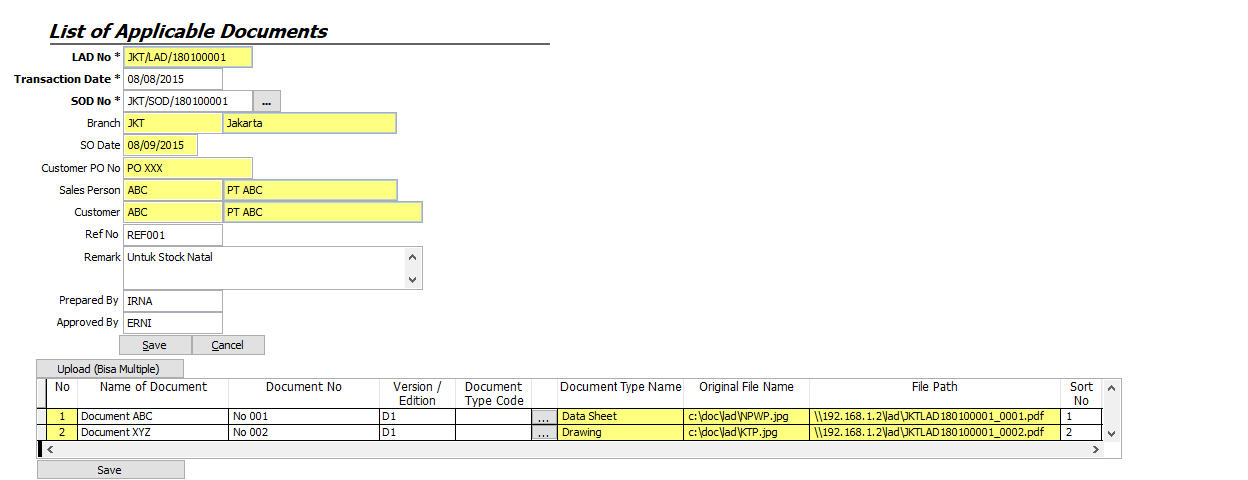 List of Applicable Documents
LAD No * JKT/LAD/180100001
Transaction Date * 08/08/2015
SOD No * JKT/SOD/180100001 ...
Branch JKT Jakarta
SO Date 08/09/2015
Customer PO No PO XXX
Sales Person ABC PT ABC
Customer ABC PT ABC
Ref No REF001
Remark Untuk Stock Natal
Prepared By IRNA
Approved By ERNI
Save Cancel
Upload (Bisa Multiple)
No Name of Document Document No Version / Edition Document Type Code Document Type Name Original File Name File Path Sort No
1 Document ABC No 001 D1 ... Data Sheet c:\doc\lad\NPWP.jpg \\192.168.1.2\lad\JKTLAD180100001_0001.pdf 1
2 Document XYZ No 002 D1 ... Drawing c:\doc\lad\KTP.jpg \\192.168.1.2\lad\JKTLAD180100001_0002.pdf 2
Save